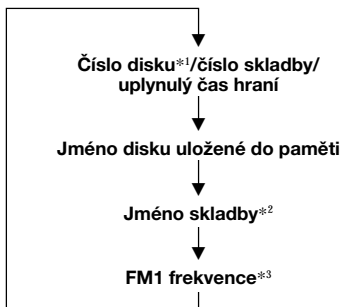 Číslo disku*1/číslo skladby/
uplynulý čas hraní
Jméno disku uložené do paměti
Jméno skladby*2
FM1 frekvence*3